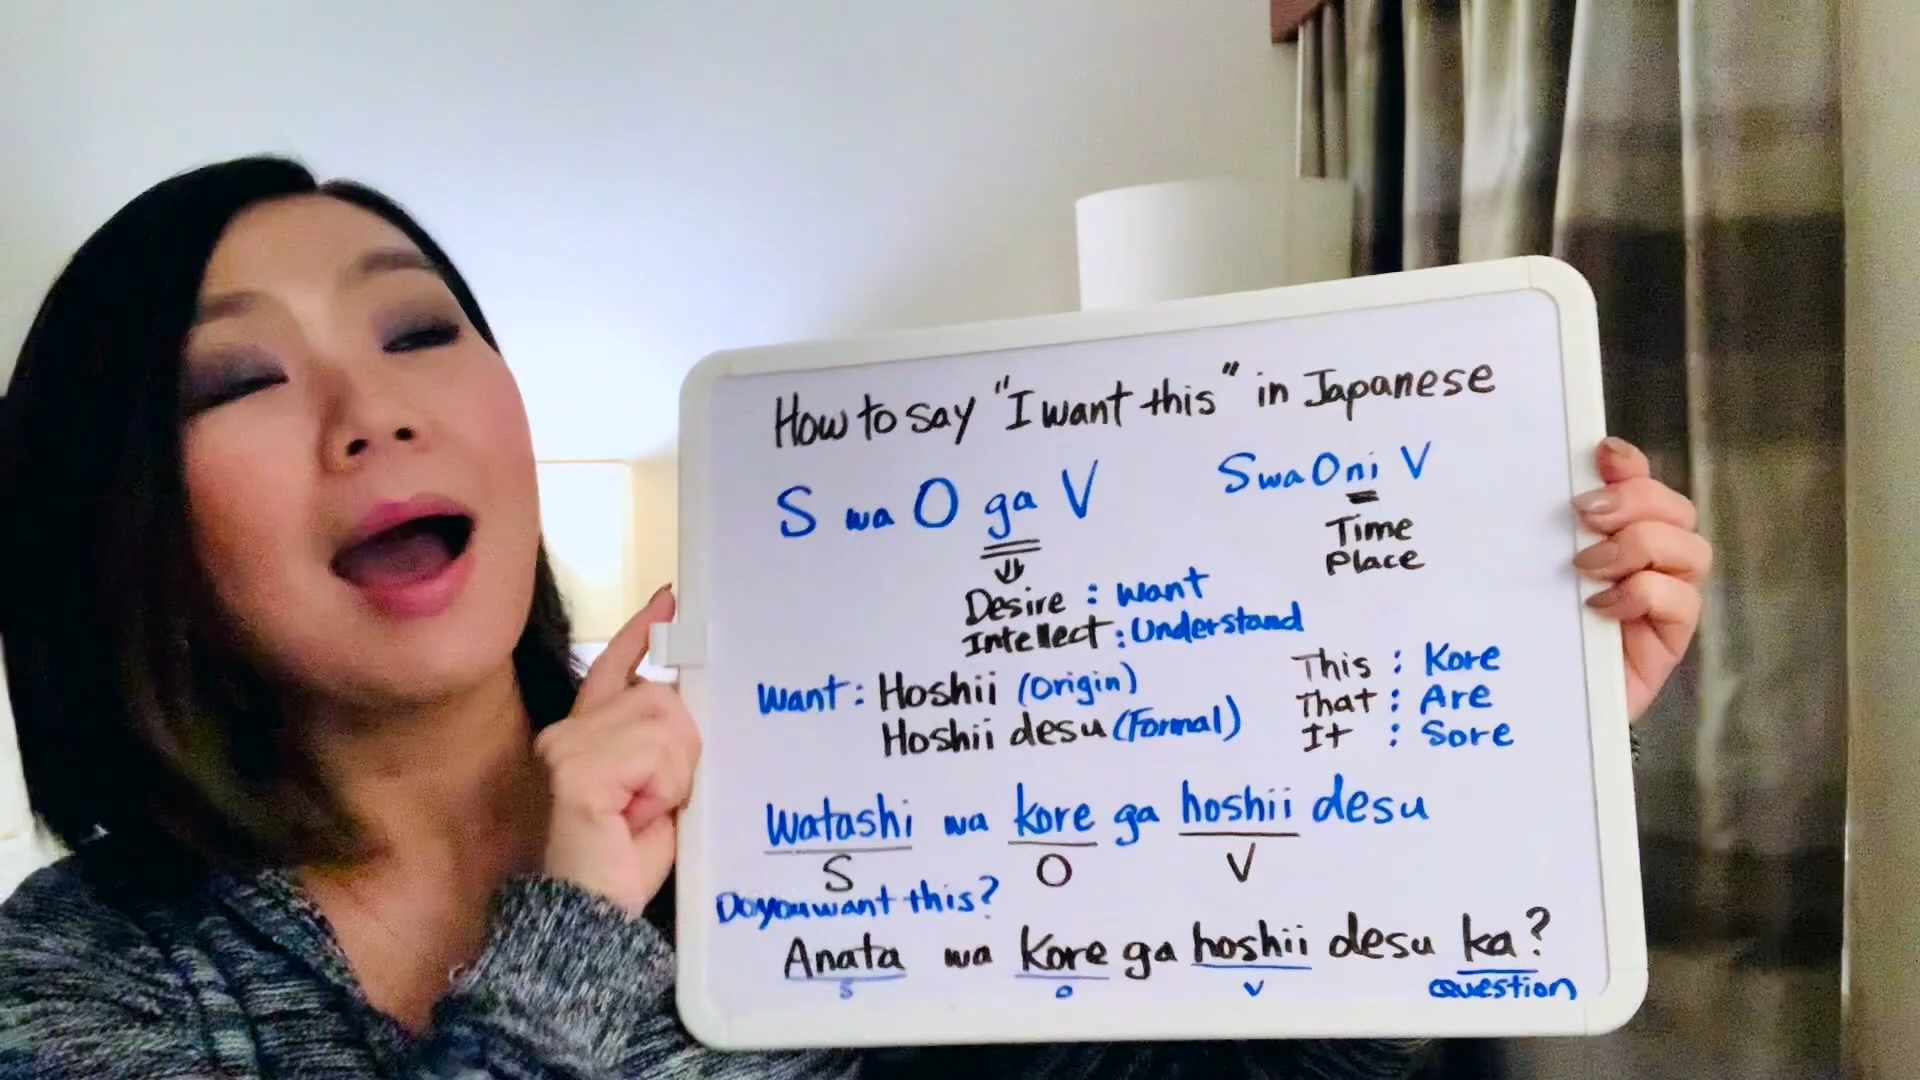 How to say "I want this" in Japanese
S wa O ga V
S wa O ni V
Time
Place
Desire : want
Intellect : Understand
Want : Hoshii (Origin)
Hoshii desu (Formal)
This : Kore
That : Are
It : Sore
Watashi wa kore ga hoshii desu
S O V
Do you want this?
Anata wa kore ga hoshii desu ka?
S O V question